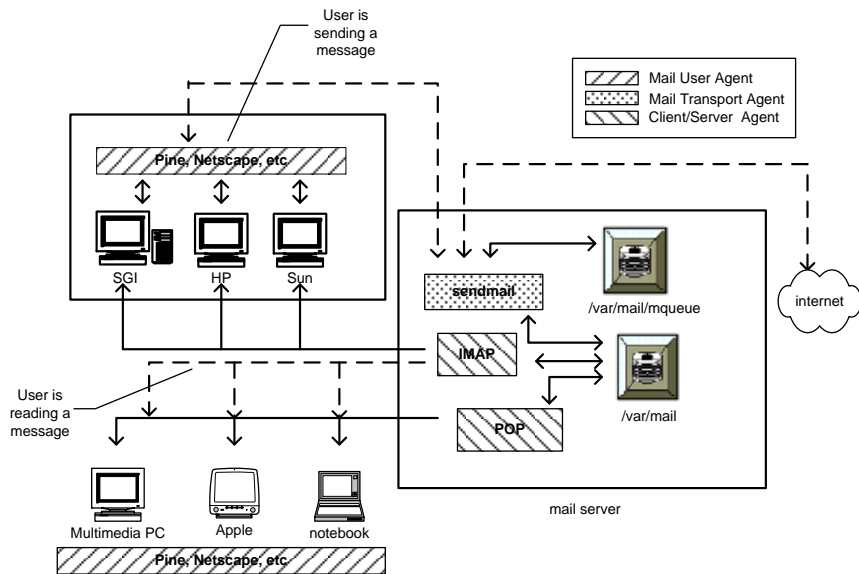 User is
sending a
message
Mail User Agent
Mail Transport Agent
Client/Server Agent
Pine, Netscape, etc
SGI
HP
Sun
sendmail
/var/mail/mqueue
internet
IMAP
/var/mail
User is
reading a
message
POP
mail server
Multimedia PC
Apple
notebook
Pine, Netscape, etc